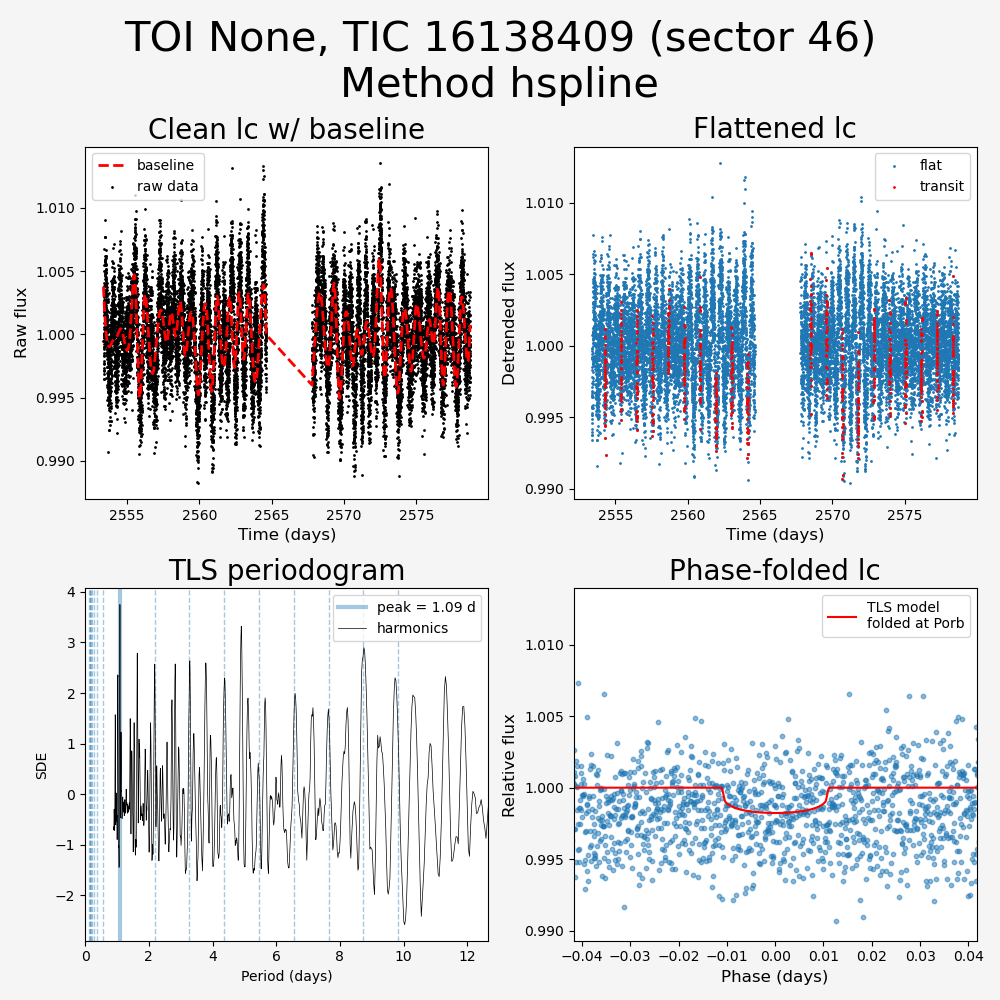 TOI None, TIC 16138409 (sector 46)
Method hspline
Clean lc w/ baseline
baseline
raw data
1.010
1.005
1.000
0.995
0.990
Raw flux
2555 2560 2565 2570 2575
Time (days)
Flattened lc
flat
transit
1.010
1.005
1.000
0.995
0.990
Detrended flux
2555 2560 2565 2570 2575
Time (days)
TLS periodogram
peak = 1.09 d
harmonics
4
3
2
1
0
−1
−2
SDE
0 2 4 6 8 10 12
Period (days)
Phase-folded lc
TLS model
folded at Porb
1.010
1.005
1.000
0.995
0.990
Relative flux
−0.04 −0.03 −0.02 −0.01 0.00 0.01 0.02 0.03 0.04
Phase (days)